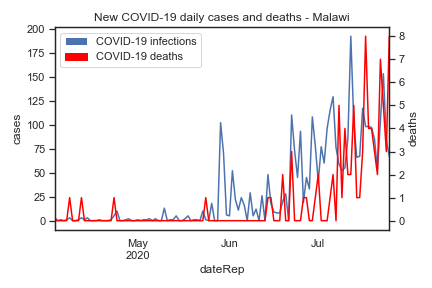 New COVID-19 daily cases and deaths - Malawi
COVID-19 infections
COVID-19 deaths
200
175
150
125
100
75
50
25
0
cases
8
7
6
5
4
3
2
1
0
deaths
May
2020
Jun
Jul
dateRep